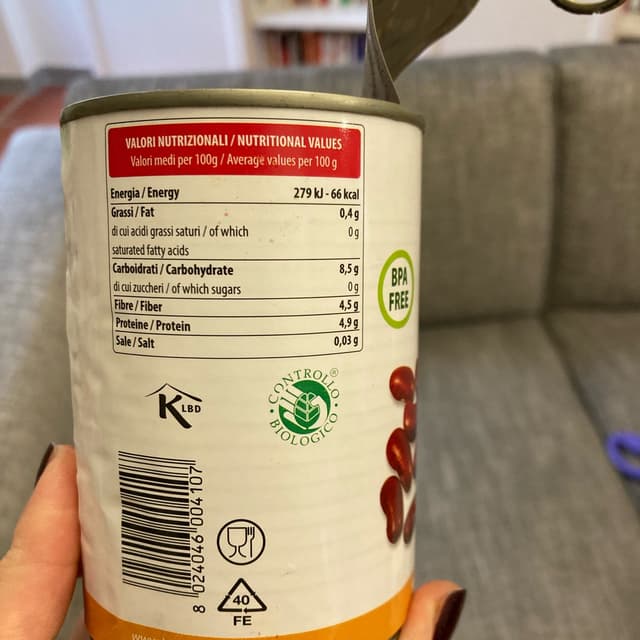 VALORI NUTRIZIONALI / NUTRITIONAL VALUES
Valori medi per 100g / Average values per 100 g
Energia / Energy 279 kJ - 66 kcal
Grassi / Fat 0,4 g
di cui acidi grassi saturi / of which 0 g
saturated fatty acids
Carboidrati / Carbohydrate 8,5 g
di cui zuccheri / of which sugars 0 g
Fibre / Fiber 4,5 g
Proteine / Protein 4,9 g
Sale / Salt 0,03 g
BPA
FREE
K LBD
CONTROLLO®
BIOLOGICO
8 024046 004107
40
FE